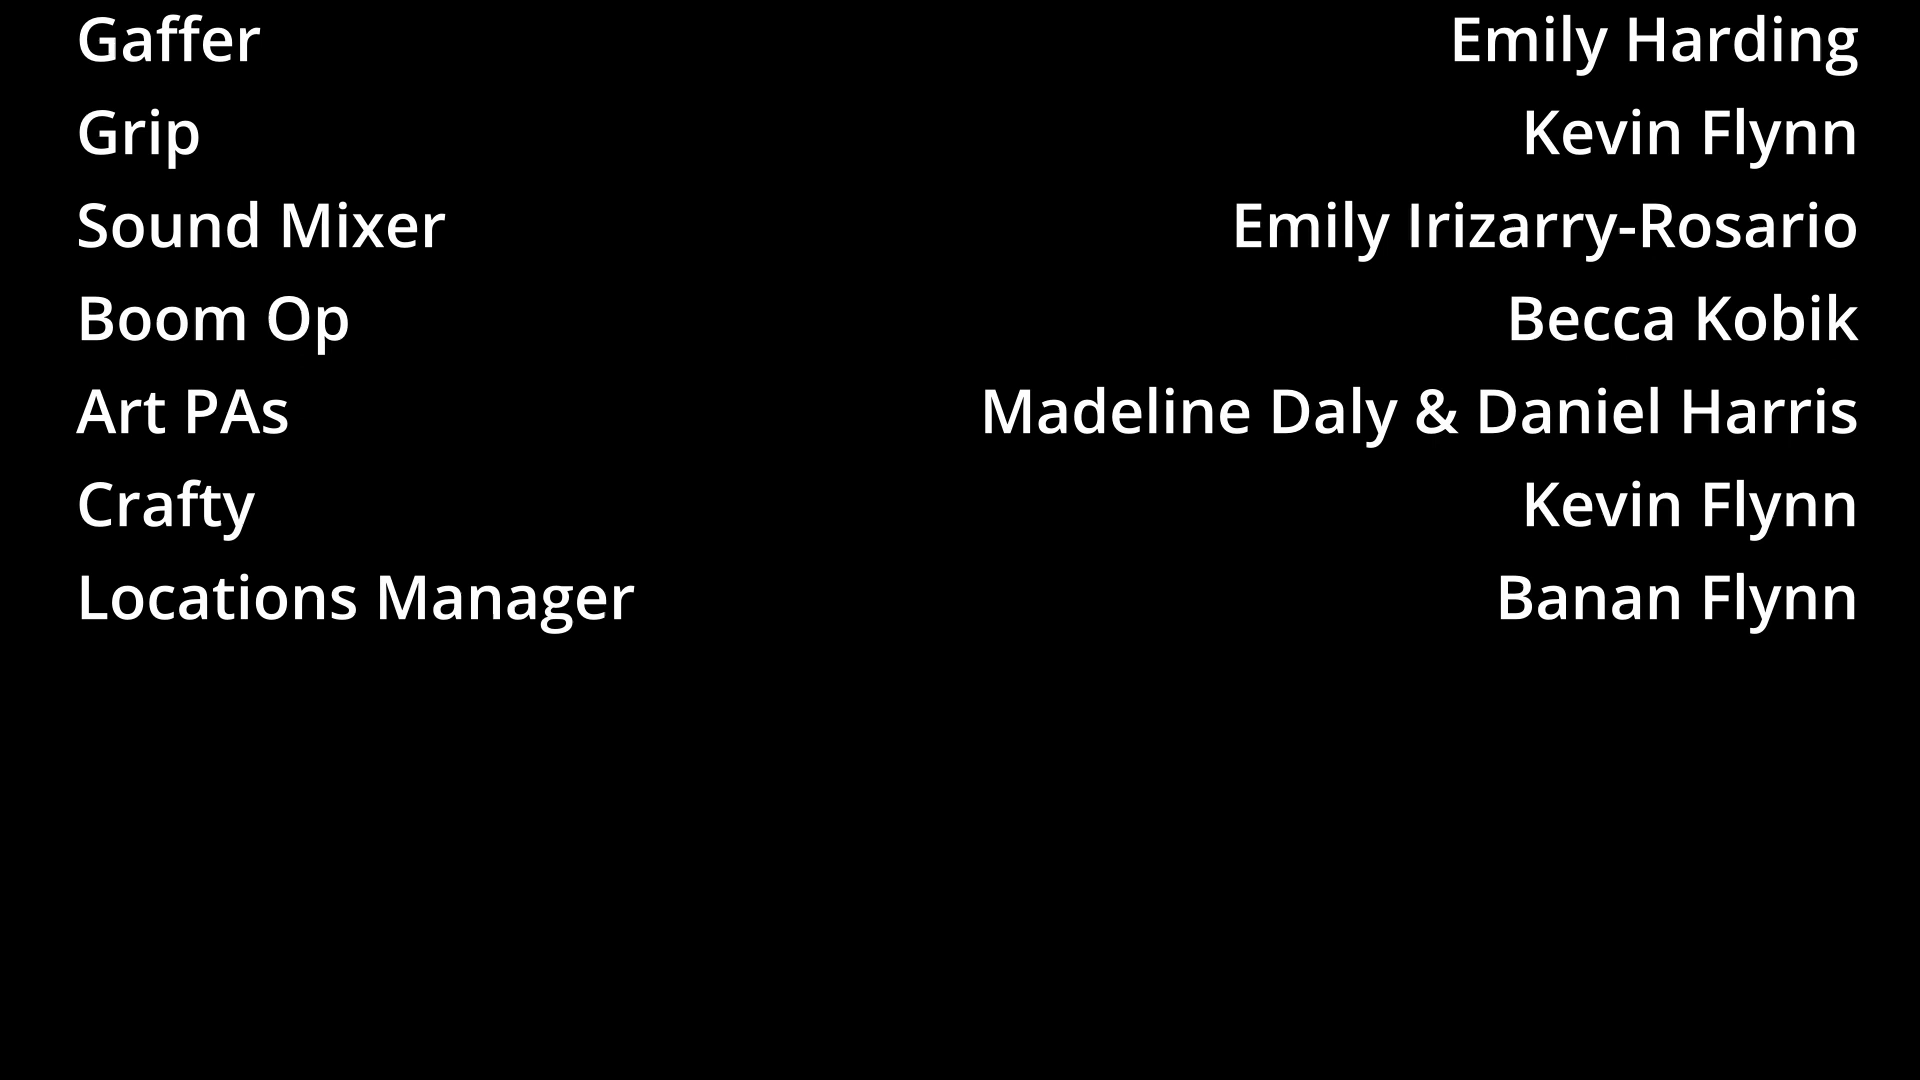 Gaffer Emily Harding
Grip Kevin Flynn
Sound Mixer Emily Irizarry-Rosario
Boom Op Becca Kobik
Art PAs Madeline Daly & Daniel Harris
Crafty Kevin Flynn
Locations Manager Banan Flynn